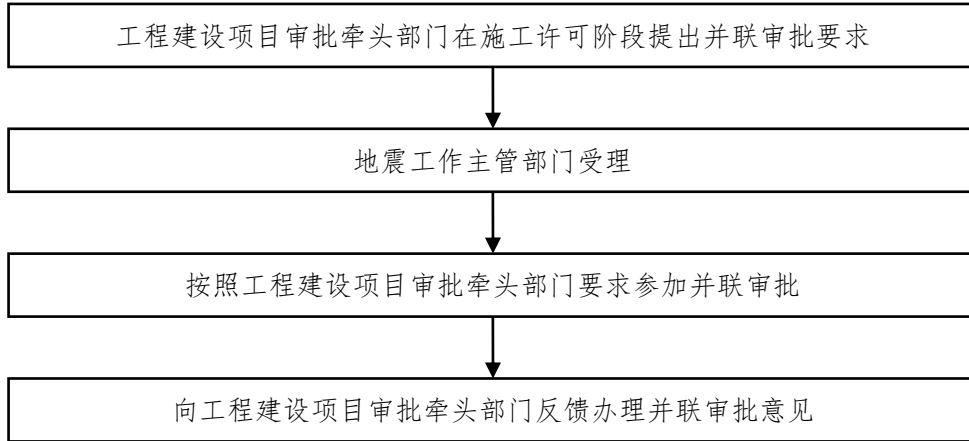 工程建设项目审批牵头部门在施工许可阶段提出并联审批要求
地震工作主管部门受理
按照工程建设项目审批牵头部门要求参加并联审批
向工程建设项目审批牵头部门反馈办理并联审批意见